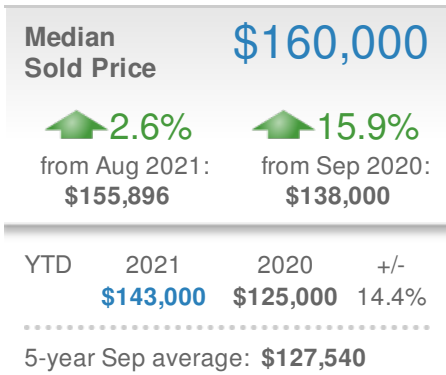 Median
Sold Price
$160,000
2.6%
from Aug 2021:
$155,896
15.9%
from Sep 2020:
$138,000
YTD 2021 2020 +/-
$143,000 $125,000 14.4%
5-year Sep average: $127,540